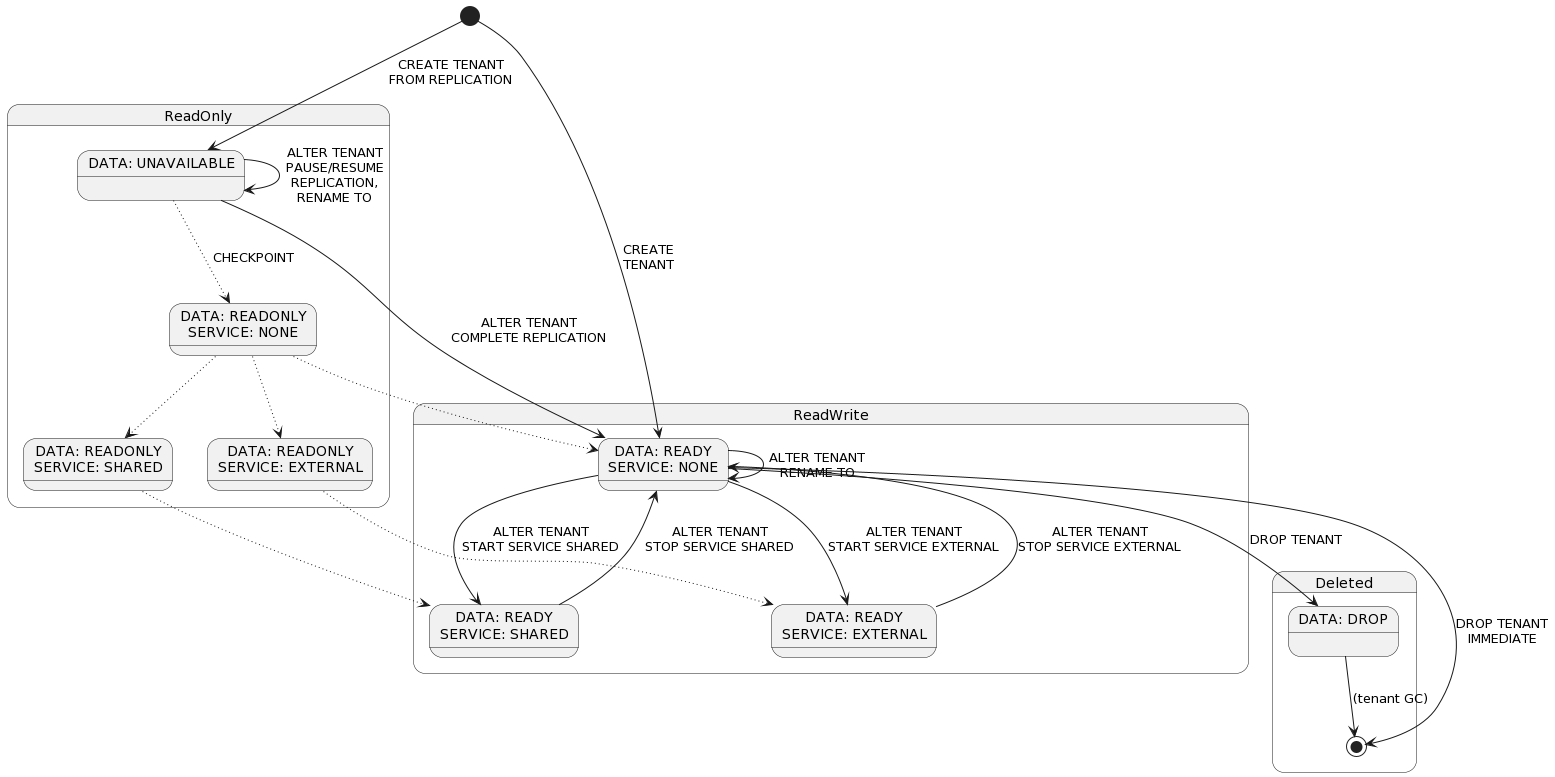 CREATE TENANT
FROM REPLICATION
ReadOnly
DATA: UNAVAILABLE
ALTER TENANT
PAUSE/RESUME
REPLICATION,
RENAME TO
CHECKPOINT
CREATE
TENANT
DATA: READONLY
SERVICE: NONE
ALTER TENANT
COMPLETE REPLICATION
ReadWrite
DATA: READONLY
SERVICE: SHARED
DATA: READONLY
SERVICE: EXTERNAL
DATA: READY
SERVICE: NONE
ALTER TENANT
RENAME TO
ALTER TENANT
START SERVICE SHARED
ALTER TENANT
STOP SERVICE SHARED
ALTER TENANT
START SERVICE EXTERNAL
ALTER TENANT
STOP SERVICE EXTERNAL
DROP TENANT
Deleted
DATA: READY
SERVICE: SHARED
DATA: READY
SERVICE: EXTERNAL
DATA: DROP
DROP TENANT
IMMEDIATE
(tenant GC)